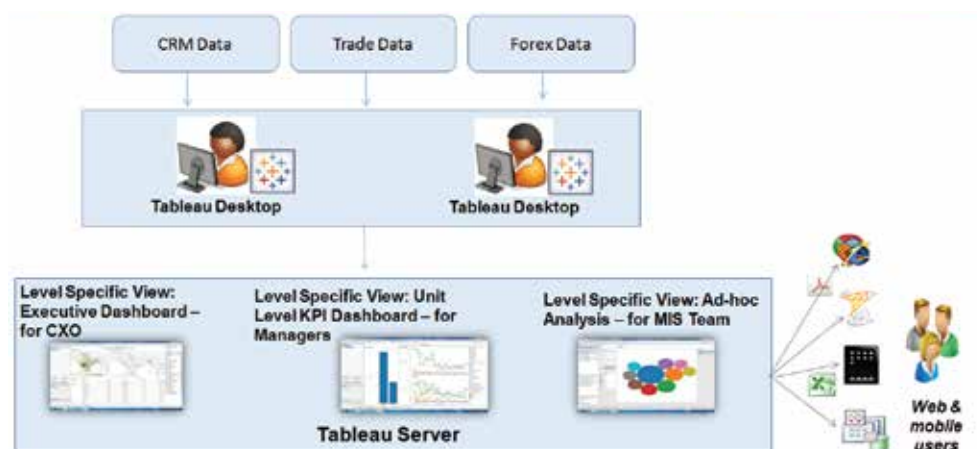 CRM Data
Trade Data
Forex Data
Tableau Desktop
Tableau Desktop
Level Specific View:
Executive Dashboard –
for CXO
Level Specific View: Unit
Level KPI Dashboard – for
Managers
Level Specific View: Ad-hoc
Analysis – for MIS Team
Tableau Server
Web &
mobile
users